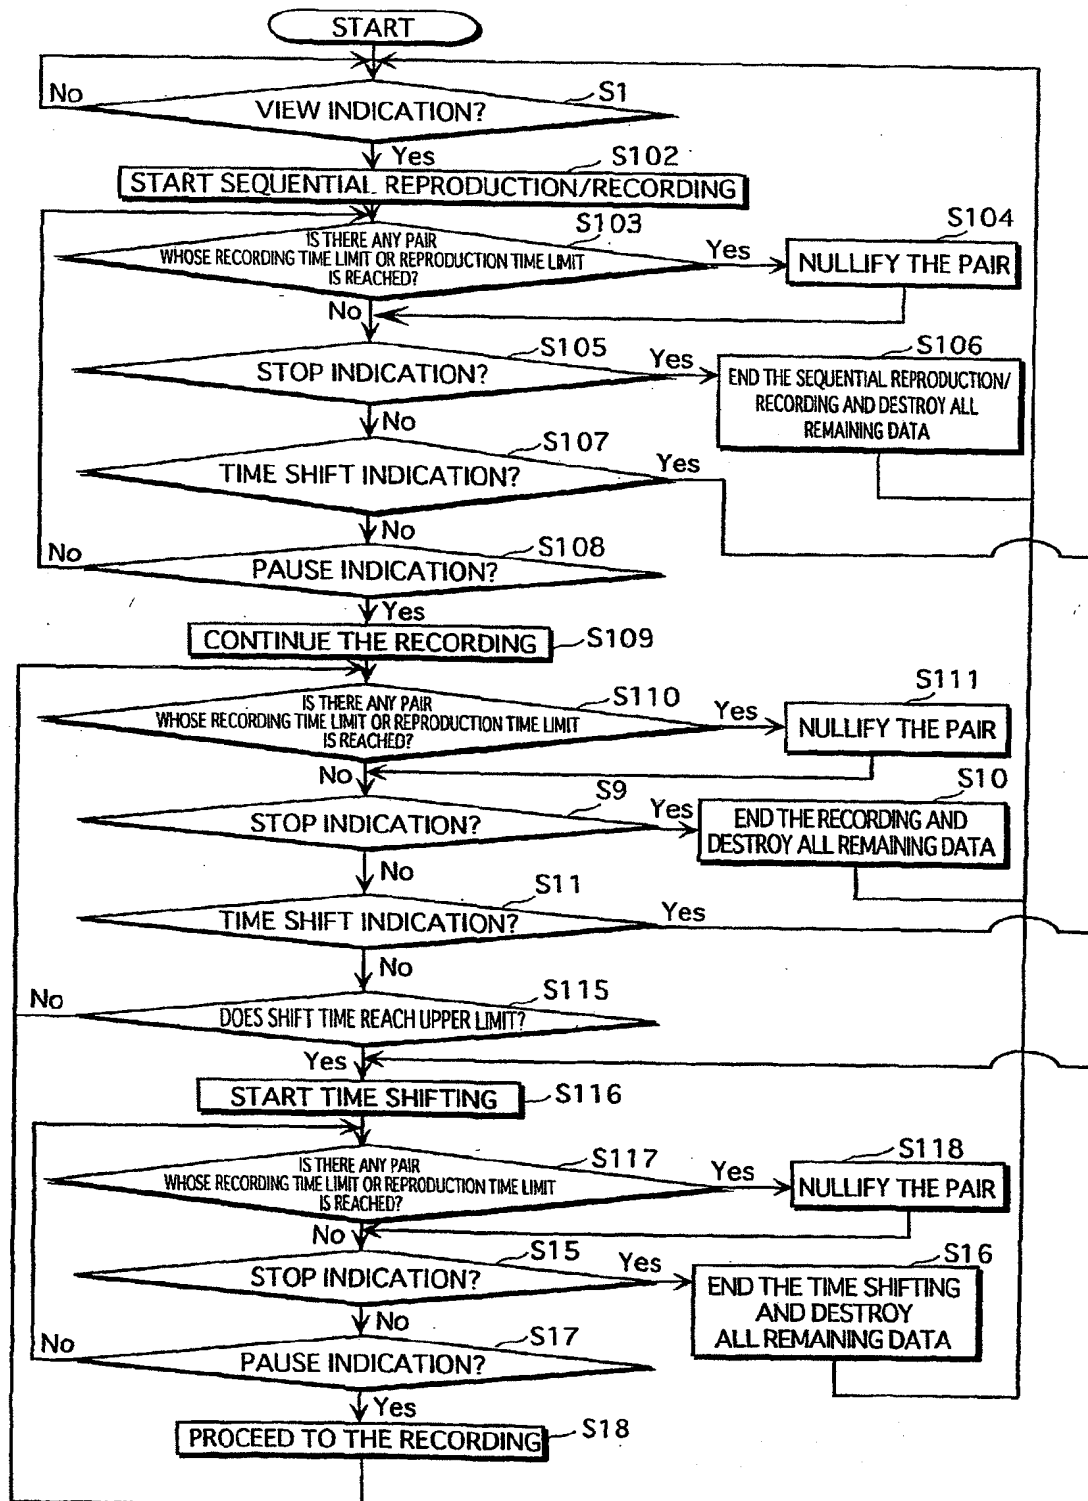 START
No
VIEW INDICATION?
S1
Yes
S102
START SEQUENTIAL REPRODUCTION/RECORDING
S103
IS THERE ANY PAIR
WHOSE RECORDING TIME LIMIT OR REPRODUCTION TIME LIMIT
IS REACHED?
Yes
S104
NULLIFY THE PAIR
No
S105
STOP INDICATION?
Yes
S106
END THE SEQUENTIAL REPRODUCTION/
RECORDING AND DESTROY ALL
REMAINING DATA
No
S107
TIME SHIFT INDICATION?
Yes
No
No
S108
PAUSE INDICATION?
Yes
CONTINUE THE RECORDING
S109
IS THERE ANY PAIR
WHOSE RECORDING TIME LIMIT OR REPRODUCTION TIME LIMIT
IS REACHED?
S110
Yes
S111
NULLIFY THE PAIR
No
S9
STOP INDICATION?
Yes
S10
END THE RECORDING AND
DESTROY ALL REMAINING DATA
No
S11
TIME SHIFT INDICATION?
Yes
No
No
S115
DOES SHIFT TIME REACH UPPER LIMIT?
Yes
START TIME SHIFTING
S116
IS THERE ANY PAIR
WHOSE RECORDING TIME LIMIT OR REPRODUCTION TIME LIMIT
IS REACHED?
S117
Yes
S118
NULLIFY THE PAIR
No
S15
STOP INDICATION?
Yes
S16
END THE TIME SHIFTING
AND DESTROY
ALL REMAINING DATA
No
No
S17
PAUSE INDICATION?
Yes
PROCEED TO THE RECORDING
S18